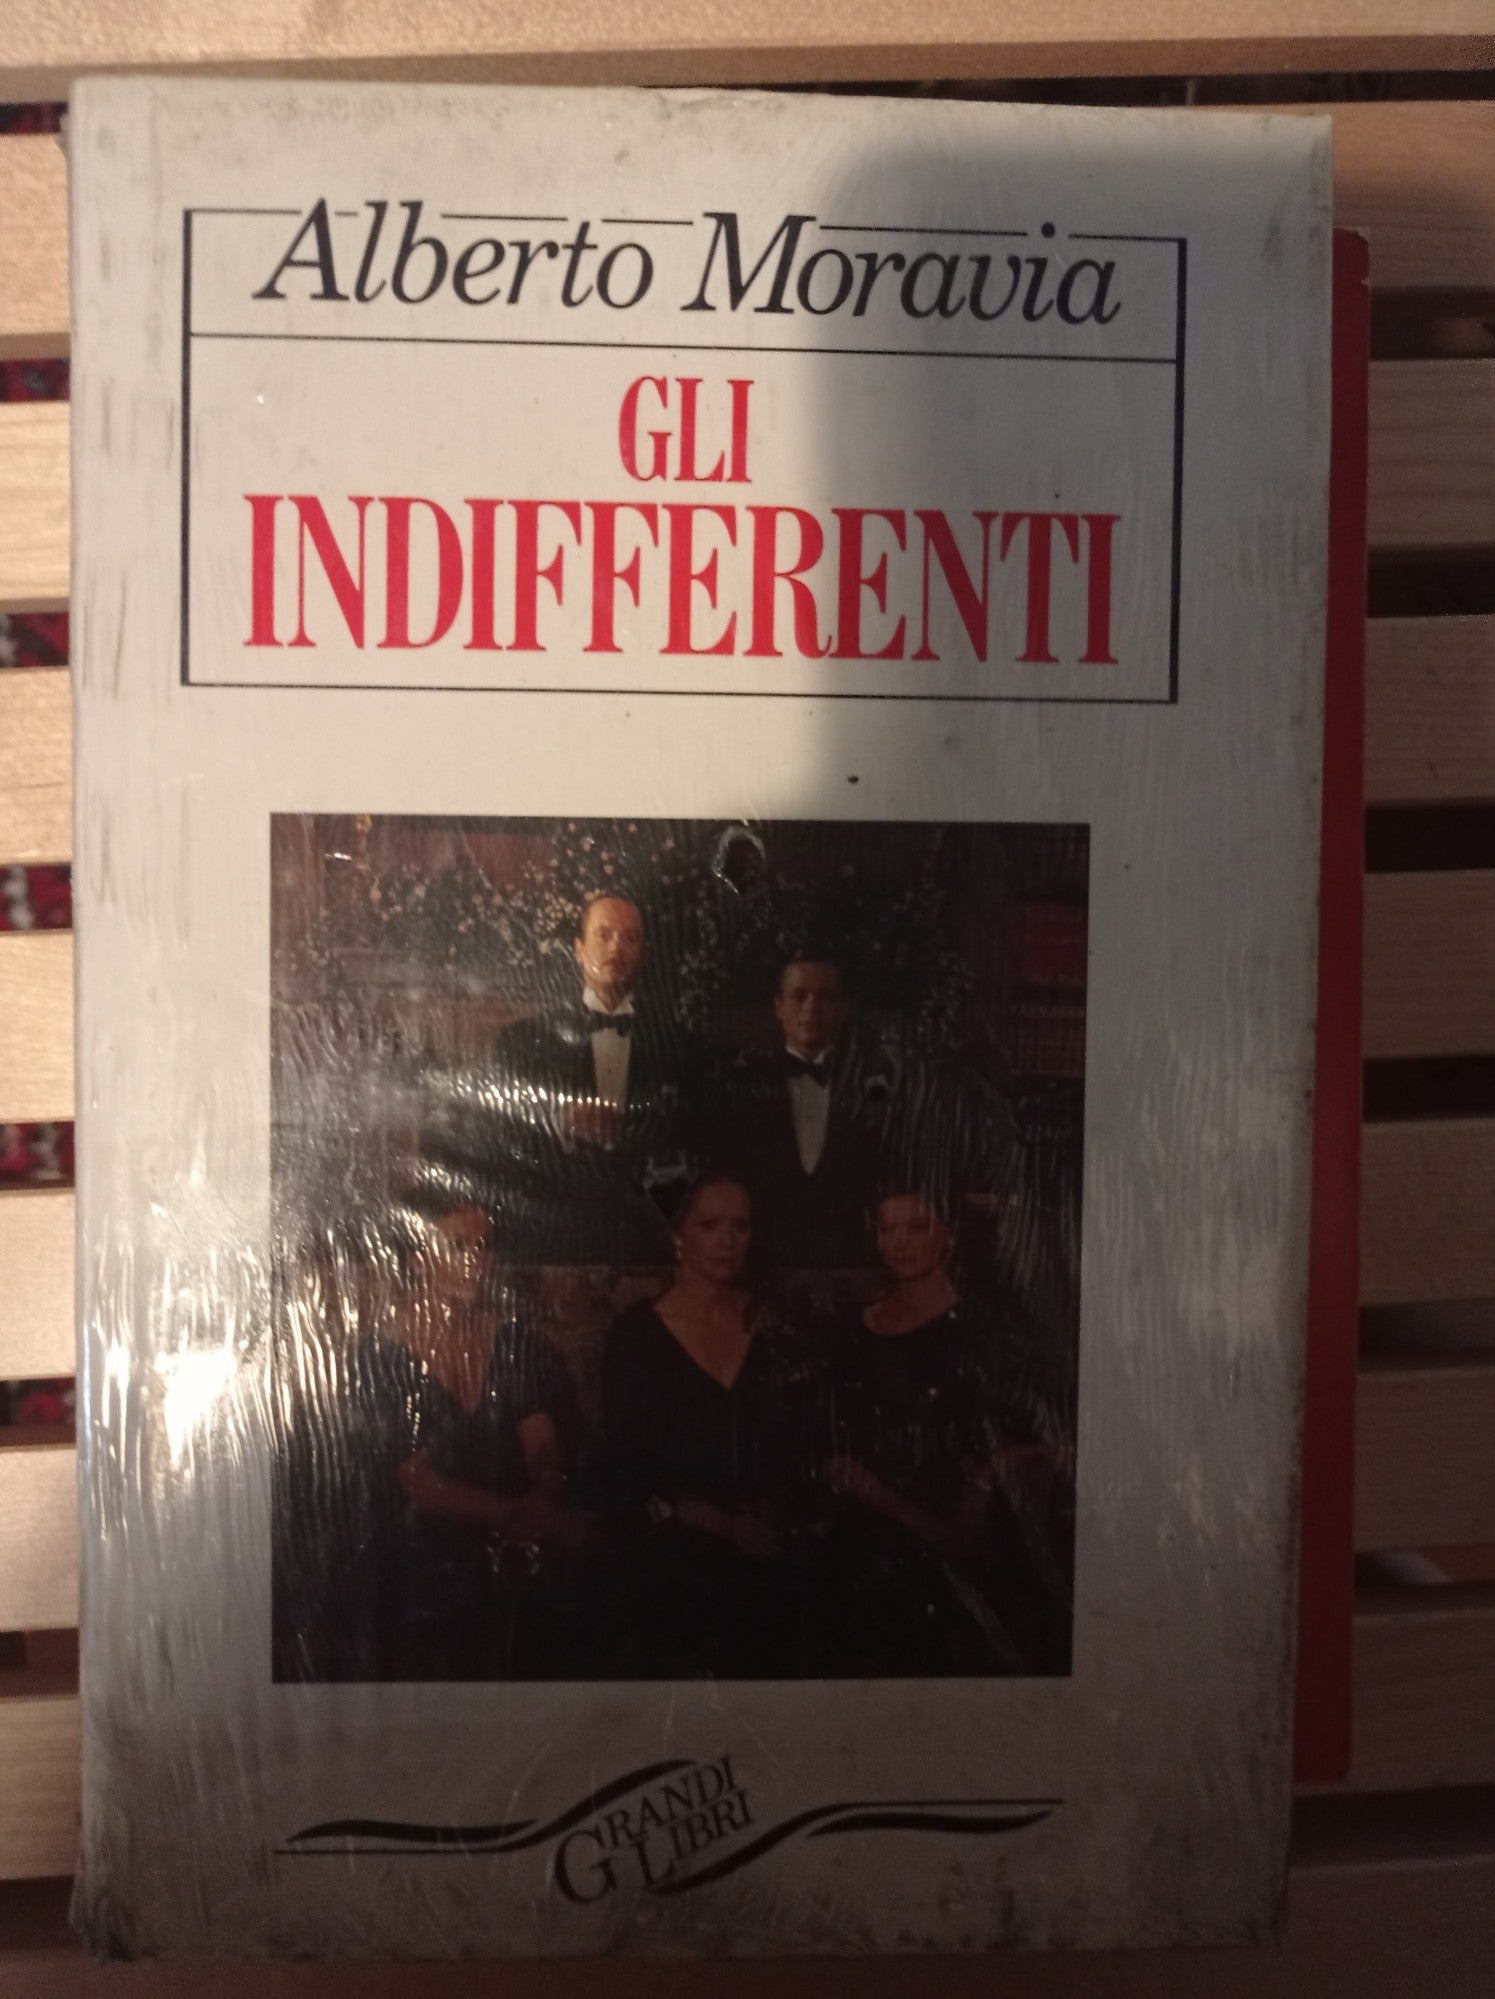 Alberto Moravia
GLI
INDIFFERENTI
GRANDI
LIBRI